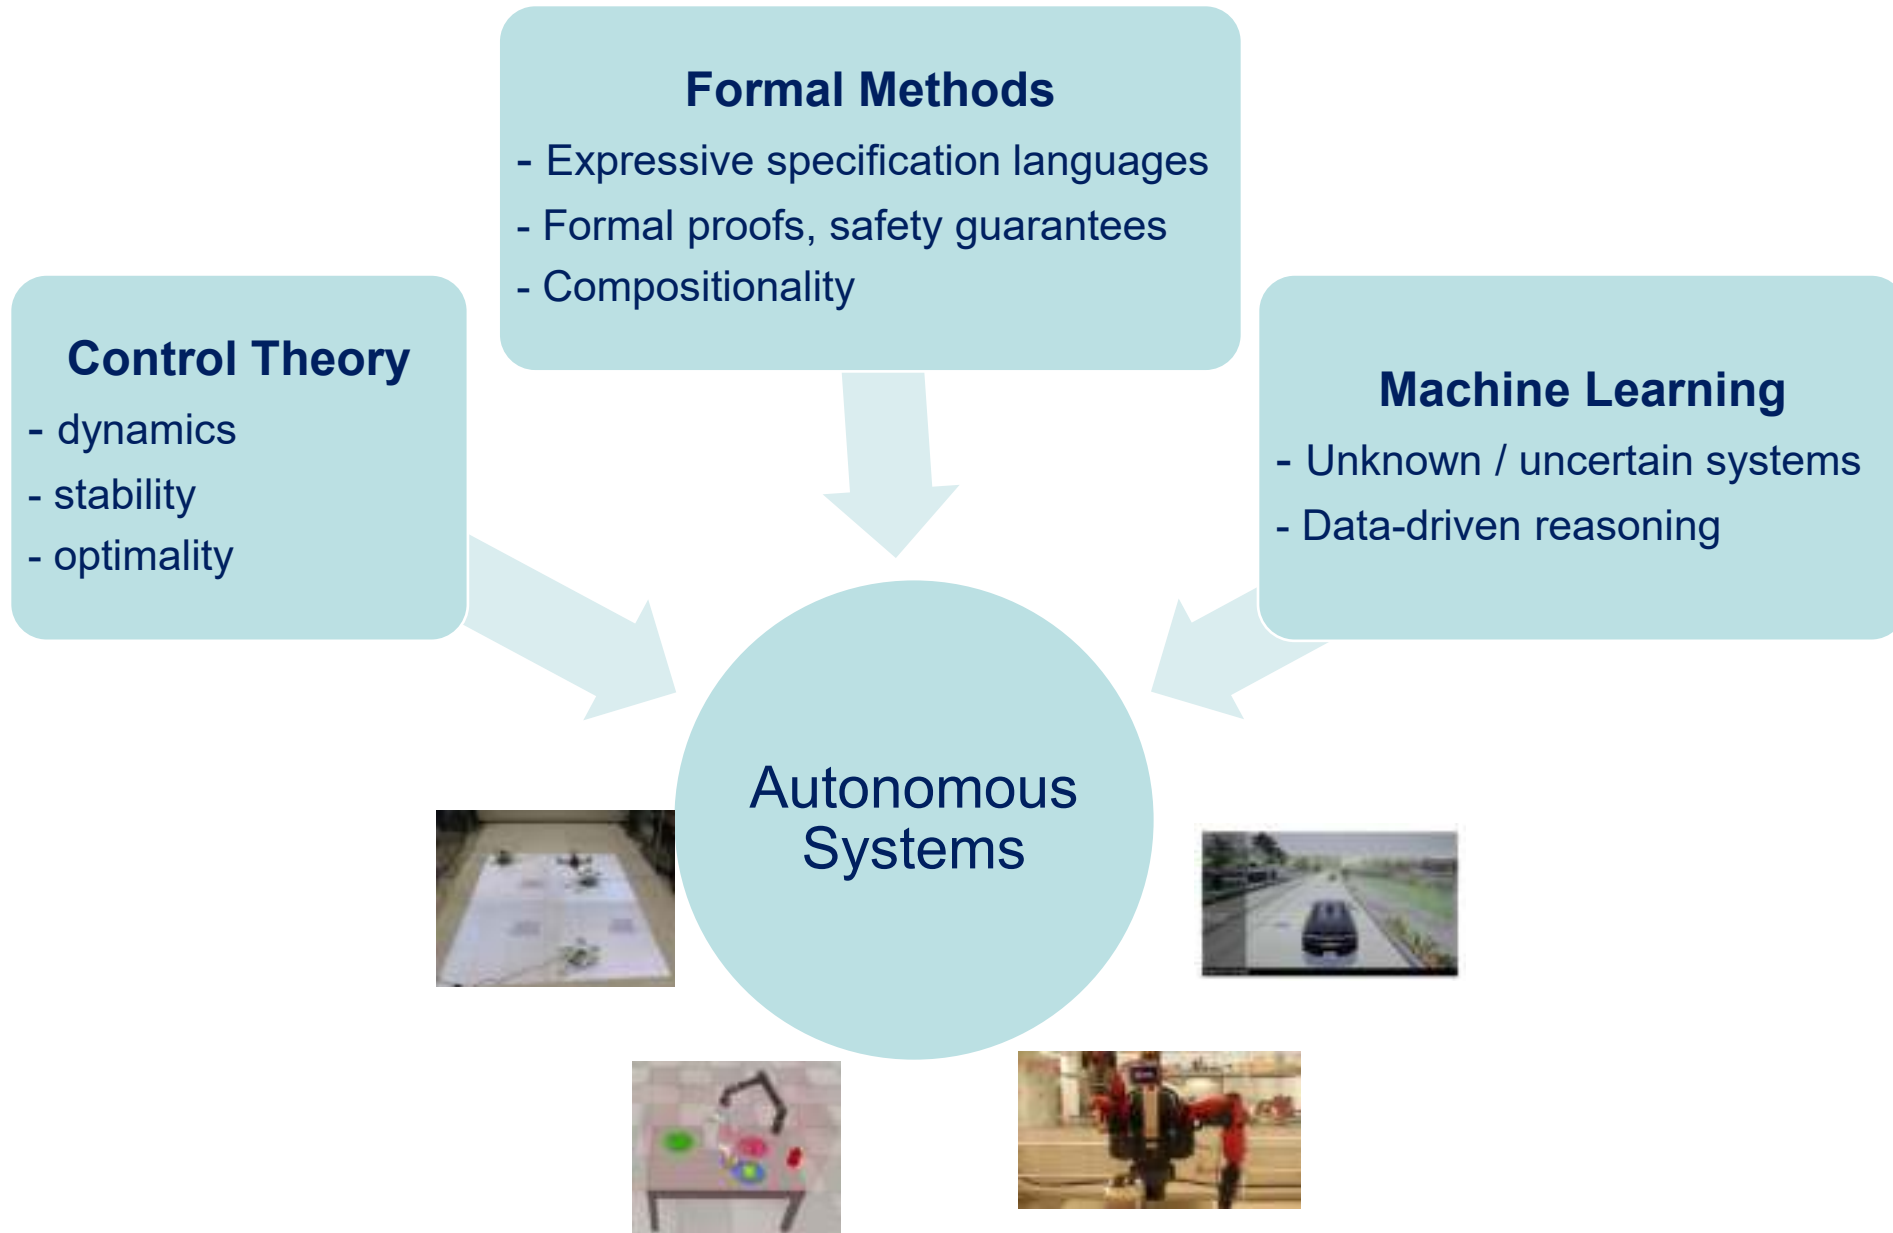 Formal Methods
- Expressive specification languages
- Formal proofs, safety guarantees
- Compositionality
Control Theory
- dynamics
- stability
- optimality
Machine Learning
- Unknown / uncertain systems
- Data-driven reasoning
Autonomous
Systems